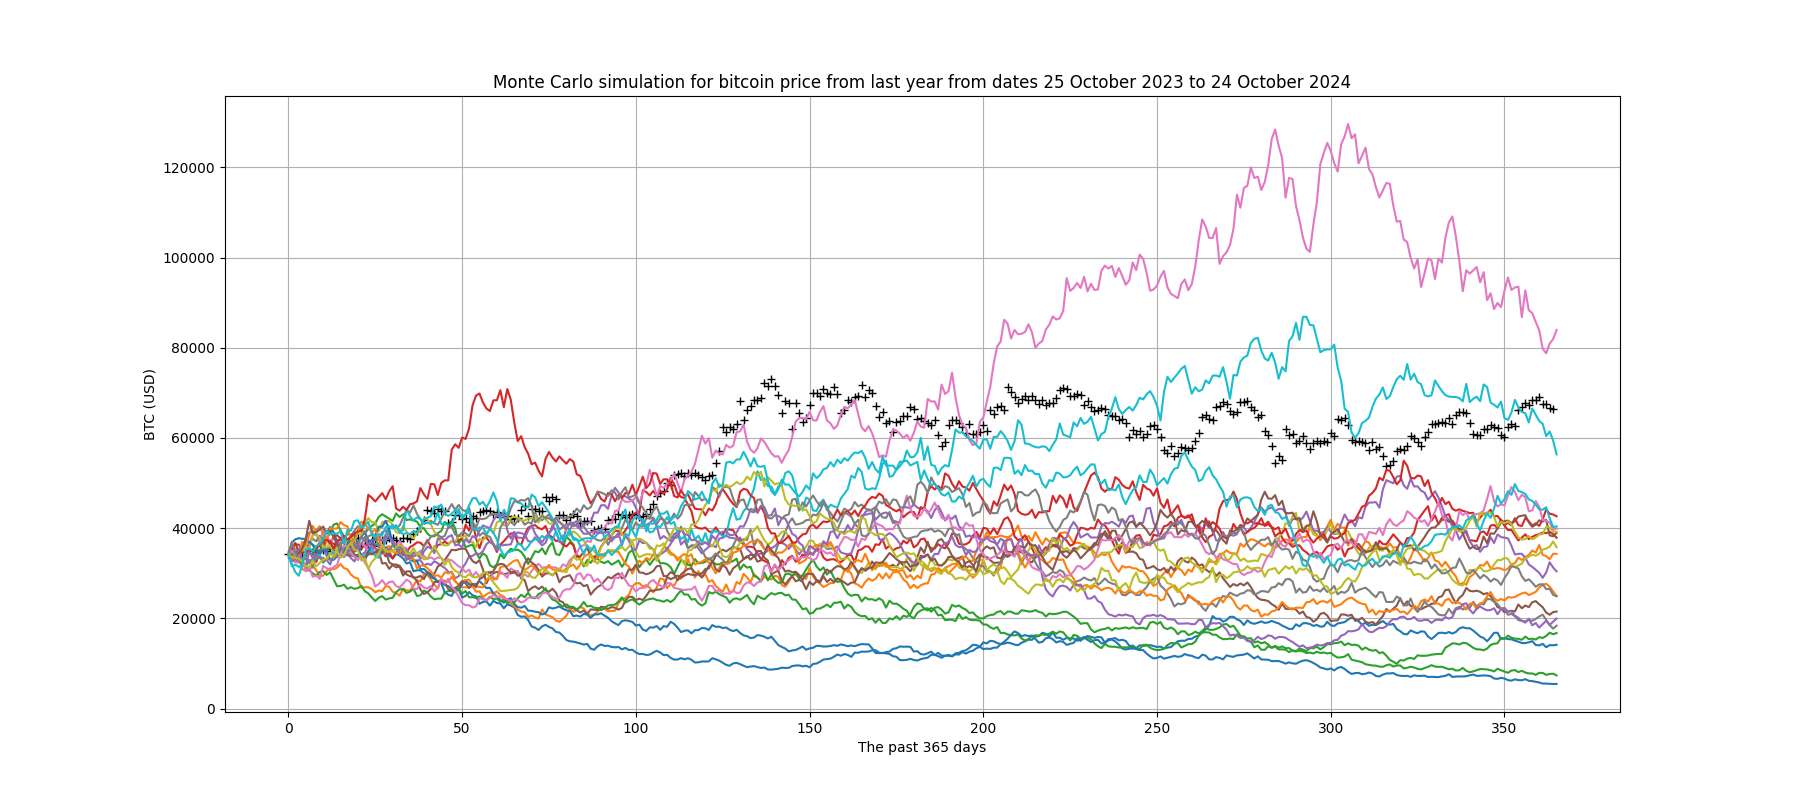 Monte Carlo simulation for bitcoin price from last year from dates 25 October 2023 to 24 October 2024
120000
100000
80000
60000
40000
20000
0
BTC (USD)
0 50 100 150 200 250 300 350
The past 365 days